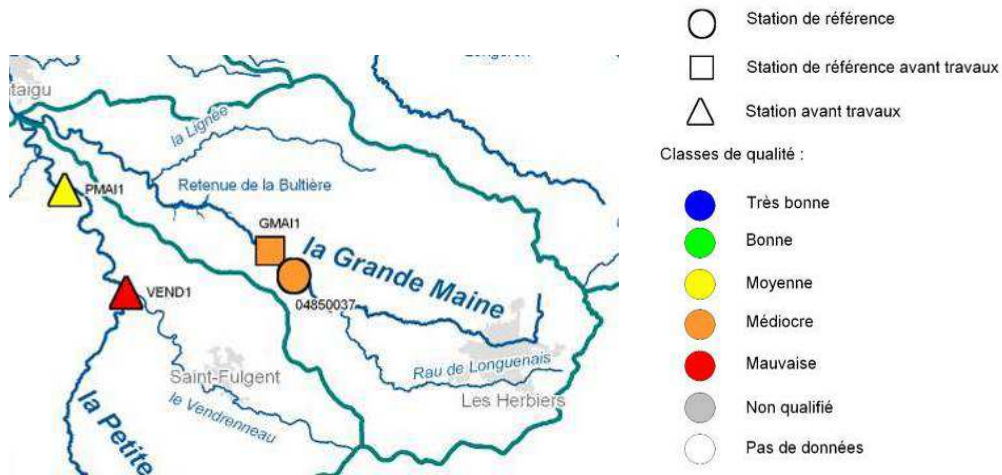 Station de référence
Station de référence avant travaux
Station avant travaux
Classes de qualité :
Très bonne
Bonne
Moyenne
Médiocre
Mauvaise
Non qualifié
Pas de données
taigu
la Lignée
Retenue de la Bultière
PMAI1
GMAI1
la Grande Maine
VEND1
04850037
Saint-Fulgent
Rau de Longuenais
Les Herbiers
le Vendrenneau
la Petite